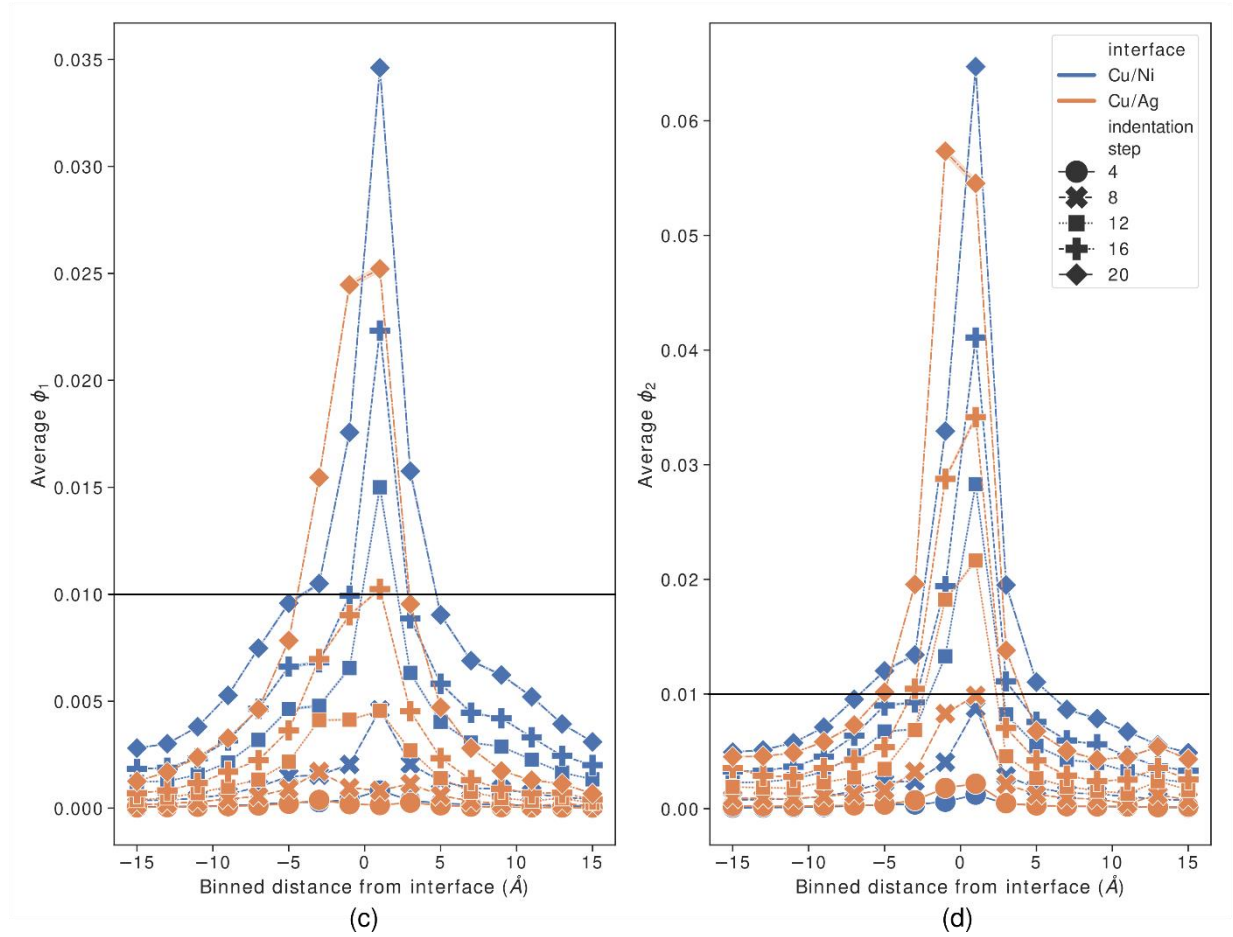 0.035
0.030
0.025
0.020
0.015
0.010
0.005
0.000
Average ϕ1
−15 −10 −5 0 5 10 15
Binned distance from interface (Å)
(c)
0.06
0.05
0.04
0.03
0.02
0.01
0.00
Average ϕ2
−15 −10 −5 0 5 10 15
Binned distance from interface (Å)
(d)
interface
Cu/Ni
Cu/Ag
indentation
step
4
8
12
16
20